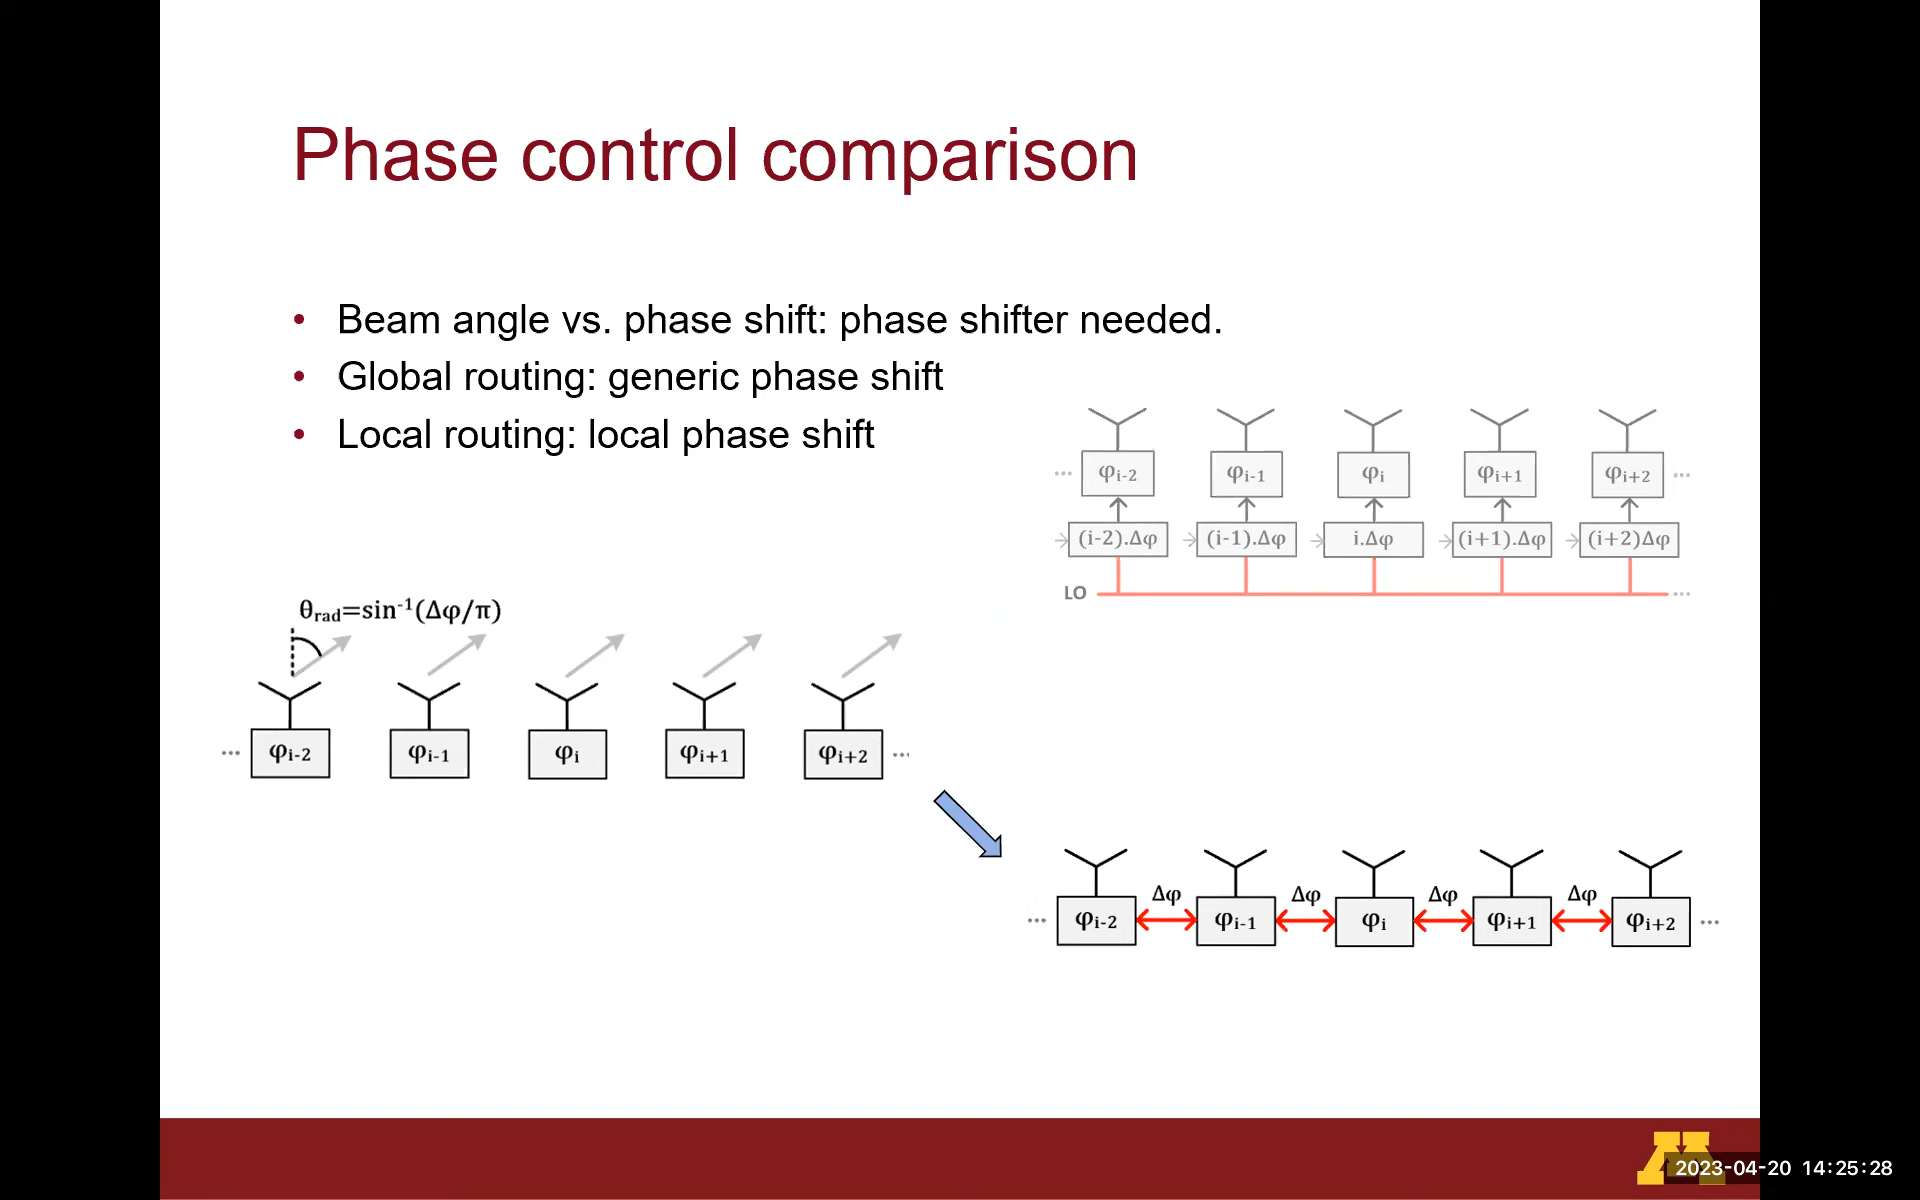 Phase control comparison
• Beam angle vs. phase shift: phase shifter needed.
• Global routing: generic phase shift
• Local routing: local phase shift
... φi-2 φi-1 φi φi+1 φi+2 ...
(i-2).Δφ (i-1).Δφ i.Δφ (i+1).Δφ (i+2)Δφ
LO ...
θrad=sin⁻¹(Δφ/π)
... φi-2 φi-1 φi φi+1 φi+2 ...
Δφ Δφ Δφ Δφ
... φi-2 φi-1 φi φi+1 φi+2 ...
2023-04-20 14:25:28